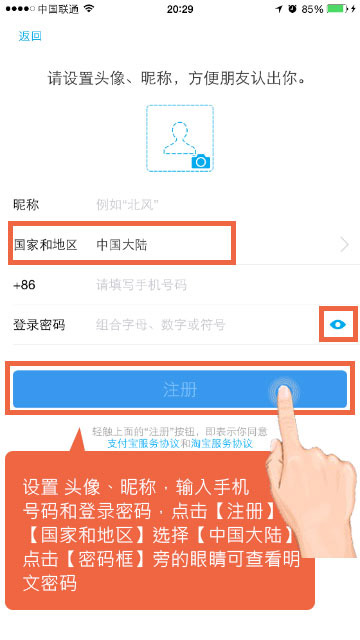 中国联通 20:29 85%
返回
请设置头像、昵称，方便朋友认出你。
昵称 例如“北风”
国家和地区 中国大陆
+86 请填写手机号码
登录密码 组合字母、数字或符号
注册
轻触上面的“注册”按钮，即表示你同意
支付宝服务协议和淘宝服务协议
设置 头像、昵称，输入手机
号码和登录密码，点击【注册】
【国家和地区】选择【中国大陆】
点击【密码框】旁的眼睛可查看明
文密码